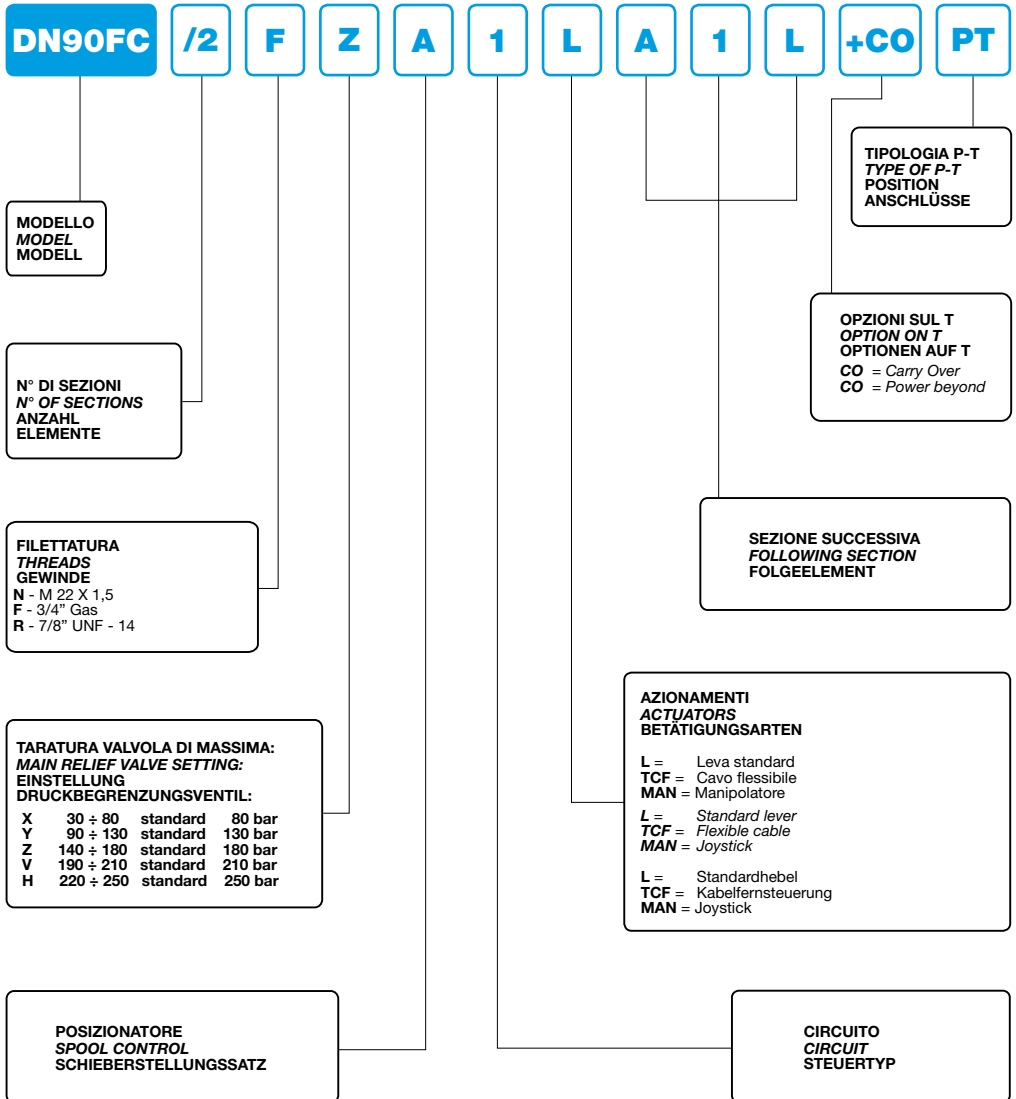 DN90FC /2 F Z A 1 L A 1 L +CO PT
TIPOLOGIA P-T
TYPE OF P-T
POSITION
ANSCHLÜSSE
MODELLO
MODEL
MODELL
OPZIONI SUL T
OPTION ON T
OPTIONEN AUF T
CO = Carry Over
CO = Power beyond
N° DI SEZIONI
N° OF SECTIONS
ANZAHL
ELEMENTE
SEZIONE SUCCESSIVA
FOLLOWING SECTION
FOLGEELEMENT
FILETTATURA
THREADS
GEWINDE
N - M 22 X 1,5
F - 3/4” Gas
R - 7/8” UNF - 14
AZIONAMENTI
ACTUATORS
BETÄTIGUNGSARTEN
L = Leva standard
TCF = Cavo flessibile
MAN = Manipolatore
L = Standard lever
TCF = Flexible cable
MAN = Joystick
L = Standardhebel
TCF = Kabelfernsteuerung
MAN = Joystick
TARATURA VALVOLA DI MASSIMA:
MAIN RELIEF VALVE SETTING:
EINSTELLUNG
DRUCKBEGRENZUNGSVENTIL:
X 30 ÷ 80 standard 80 bar
Y 90 ÷ 130 standard 130 bar
Z 140 ÷ 180 standard 180 bar
V 190 ÷ 210 standard 210 bar
H 220 ÷ 250 standard 250 bar
POSIZIONATORE
SPOOL CONTROL
SCHIEBERSTELLUNGSSATZ
CIRCUITO
CIRCUIT
STEUERTYP